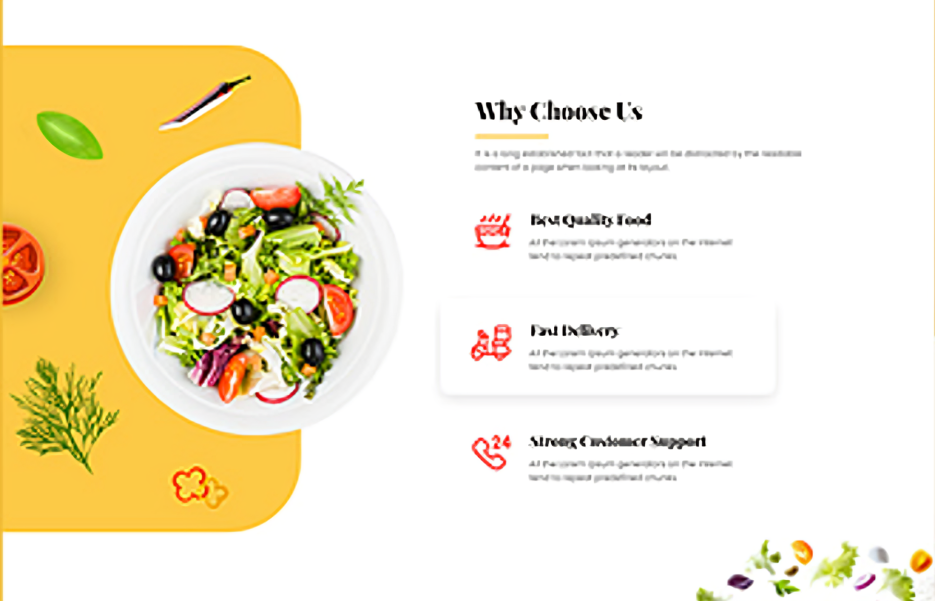 Why Choose Us
It is a long established fact that a reader will be distracted by the readable
content of a page when looking at its layout.
Best Quality Food
All the Lorem Ipsum generators on the Internet
tend to repeat predefined chunks
Fast Delivery
All the Lorem Ipsum generators on the Internet
tend to repeat predefined chunks
24
Strong Customer Support
All the Lorem Ipsum generators on the Internet
tend to repeat predefined chunks